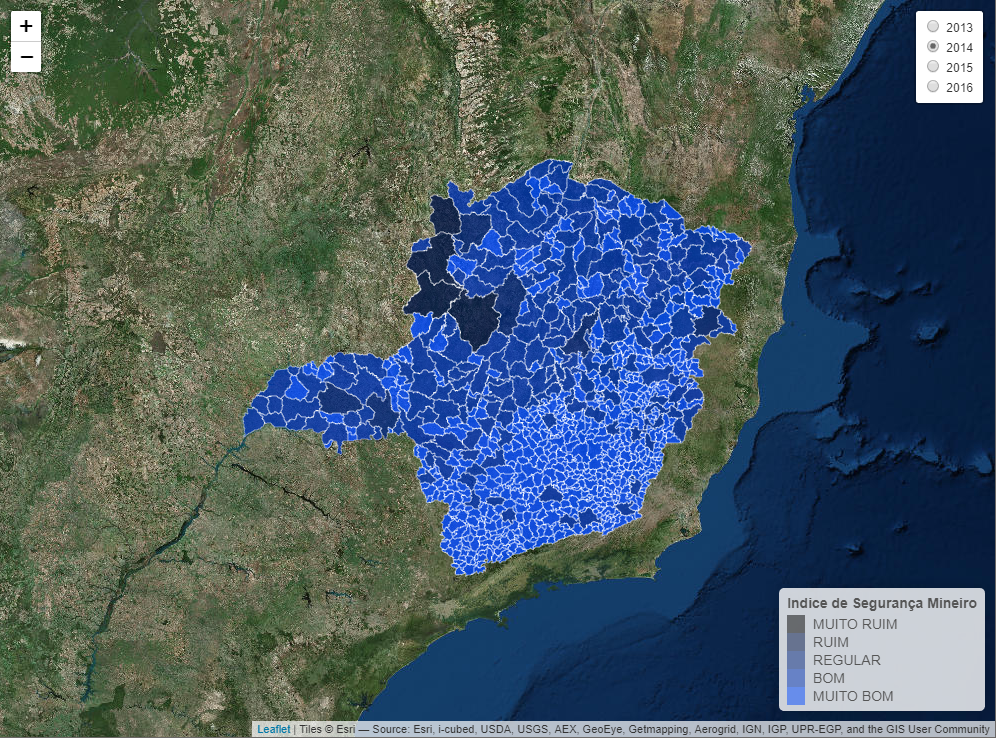 +
−
2013
2014
2015
2016
Indice de Segurança Mineiro
MUITO RUIM
RUIM
REGULAR
BOM
MUITO BOM
Leaflet | Tiles © Esri — Source: Esri, i-cubed, USDA, USGS, AEX, GeoEye, Getmapping, Aerogrid, IGN, IGP, UPR-EGP, and the GIS User Community